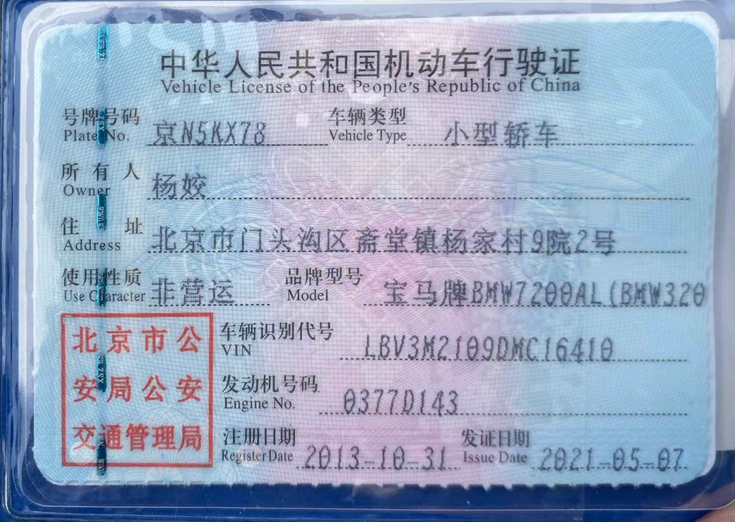 中华人民共和国机动车行驶证
Vehicle License of the People's Republic of China
号牌号码 京N5KX78 车辆类型 小型轿车
Plate No. Vehicle Type
所有人 杨姣
Owner
住址 北京市门头沟区斋堂镇杨家村9院2号
Address
使用性质 非营运 品牌型号 宝马牌BMW7200AL(BMW320
Use Character Model
北京市公安局公安交通管理局
车辆识别代号 LBV3M2109DMC16410
VIN
发动机号码 0377D143
Engine No.
注册日期 2013-10-31 发证日期 2021-05-07
Register Date Issue Date